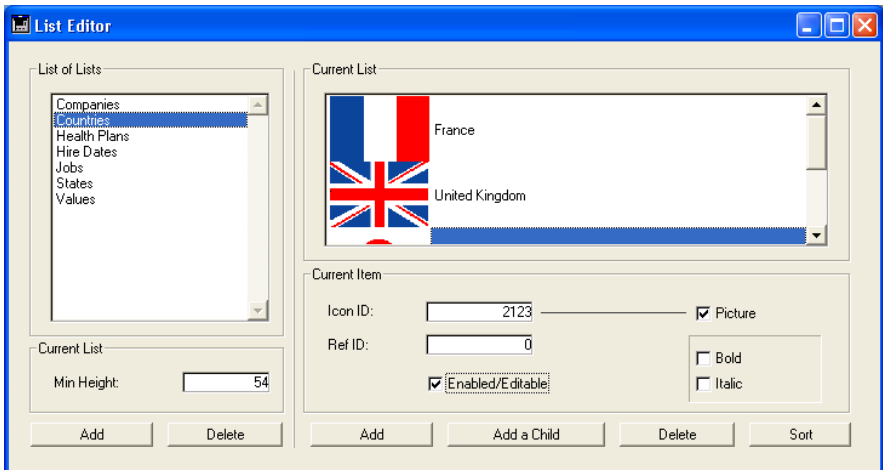 List Editor
List of Lists
Companies
Countries
Health Plans
Hire Dates
Jobs
States
Values
Current List
Min Height: 54
Add Delete
Current List
France
United Kingdom
Current Item
Icon ID: 2123 Picture
Ref ID: 0
Bold
Enabled/Editable Italic
Add Add a Child Delete Sort